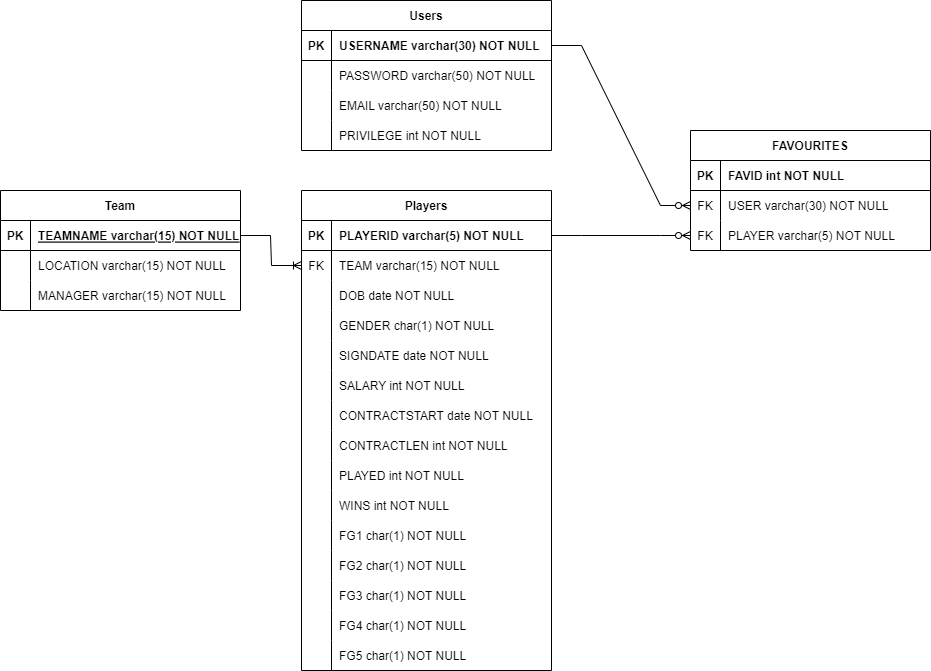 Users
PK USERNAME varchar(30) NOT NULL
PASSWORD varchar(50) NOT NULL
EMAIL varchar(50) NOT NULL
PRIVILEGE int NOT NULL
FAVOURITES
PK FAVID int NOT NULL
FK USER varchar(30) NOT NULL
FK PLAYER varchar(5) NOT NULL
Team
PK TEAMNAME varchar(15) NOT NULL
LOCATION varchar(15) NOT NULL
MANAGER varchar(15) NOT NULL
Players
PK PLAYERID varchar(5) NOT NULL
FK TEAM varchar(15) NOT NULL
DOB date NOT NULL
GENDER char(1) NOT NULL
SIGNDATE date NOT NULL
SALARY int NOT NULL
CONTRACTSTART date NOT NULL
CONTRACTLEN int NOT NULL
PLAYED int NOT NULL
WINS int NOT NULL
FG1 char(1) NOT NULL
FG2 char(1) NOT NULL
FG3 char(1) NOT NULL
FG4 char(1) NOT NULL
FG5 char(1) NOT NULL